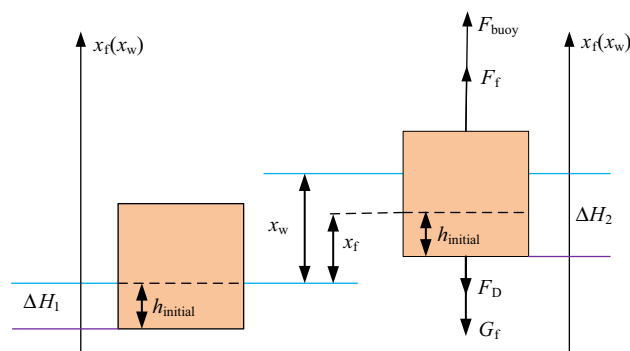 x_f(x_w)
ΔH_1
h_initial
x_w
x_f
F_buoy
F_f
h_initial
F_D
G_f
x_f(x_w)
ΔH_2